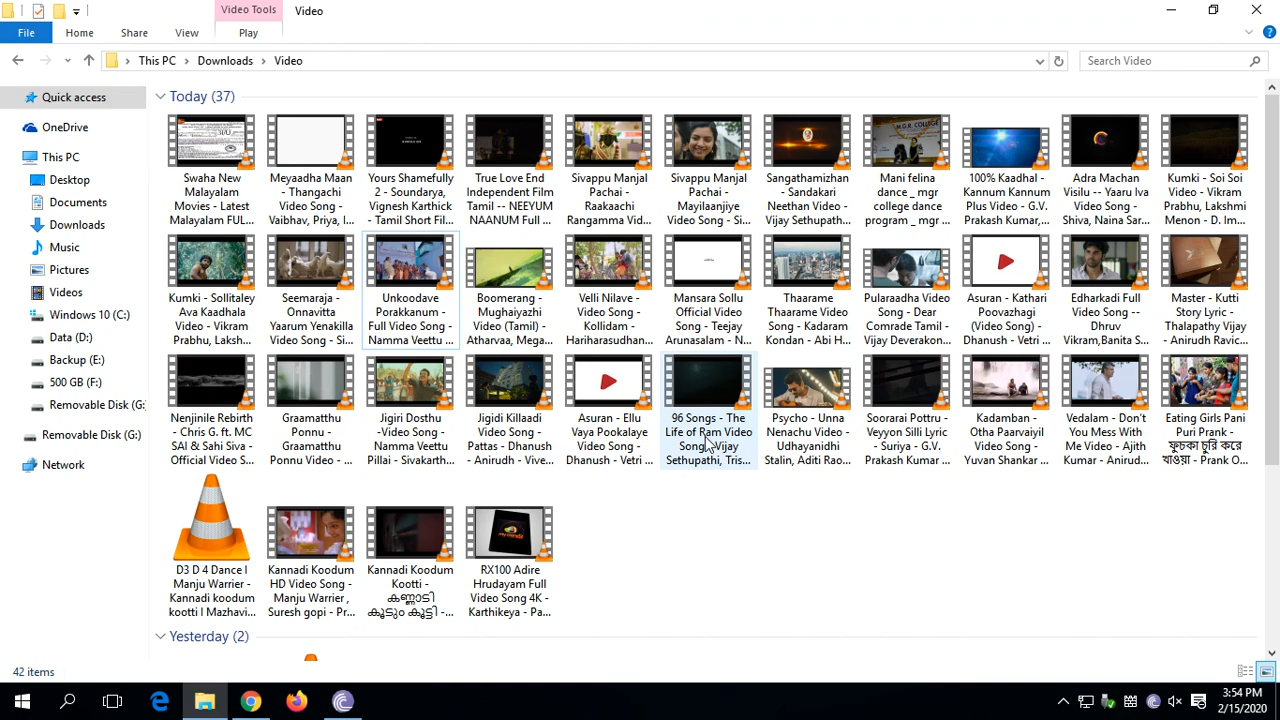 Video Tools
Video
File
Home
Share
View
Play
This PC
Downloads
Video
Search Video
Quick access
OneDrive
This PC
Desktop
Documents
Downloads
Music
Pictures
Videos
Windows 10 (C:)
Data (D:)
Backup (E:)
500 GB (F:)
Removable Disk (G:
Removable Disk (G:)
Network
Today (37)
Swaha New
Malayalam
Movies - Latest
Malayalam FUL...
Meyaadha Maan
- Thangachi
Video Song -
Vaibhav, Priya, I...
Yours Shamefully
2 - Soundarya,
Vignesh Karthick
- Tamil Short Fil...
True Love End
Independent Film
Tamil -- NEEYUM
NAANUM Full ...
Sivappu Manjal
Pachai -
Raakaachi
Rangamma Vid...
Sivappu Manjal
Pachai -
Mayilaanjiye
Video Song - Si...
Sangathamizhan
- Sandakari
Neethan Video -
Vijay Sethupath...
Mani felina
dance _ mgr
college dance
program _ mgr ...
100% Kaadhal -
Kannum Kannum
Plus Video - G.V.
Prakash Kumar,...
Adra Machan
Visilu -- Yaaru Iva
Video Song -
Shiva, Naina Sar...
Kumki - Soi Soi
Video - Vikram
Prabhu, Lakshmi
Menon - D. Im...
Kumki - Sollitaley
Ava Kaadhala
Video - Vikram
Prabhu, Laksh...
Seemaraja -
Onnavitta
Yaarum Yenakilla
Video Song - Si...
Unkoodave
Porakkanum -
Full Video Song -
Namma Veettu ...
Boomerang -
Mughaiyazhi
Video (Tamil) -
Atharvaa, Mega...
Velli Nilave -
Video Song -
Kollidam -
Hariharasudhan...
Mansara Sollu
Official Video
Song - Teejay
Arunasalam - N...
Thaarame
Thaarame Video
Song - Kadaram
Kondan - Abi H...
Pularaadha Video
Song - Dear
Comrade Tamil -
Vijay Deverakon...
Asuran - Kathari
Poovazhagi
(Video Song) -
Dhanush - Vetri ...
Edharkadi Full
Video Song --
Dhruv
Vikram,Banita S...
Master - Kutti
Story Lyric -
Thalapathy Vijay
- Anirudh Ravic...
Nenjinile Rebirth
- Chris G. ft. MC
SAI & Sahi Siva -
Official Video S...
Graamatthu
Ponnu -
Graamatthu
Ponnu Video - ...
Jigiri Dosthu
-Video Song -
Namma Veettu
Pillai - Sivakarth...
Jigidi Killaadi
Video Song -
Pattas - Dhanush
- Anirudh - Vive...
Asuran - Ellu
Vaya Pookalaye
Video Song -
Dhanush - Vetri ...
96 Songs - The
Life of Ram Video
Song - Vijay
Sethupathi, Tris...
Psycho - Unna
Nenachu Video -
Udhayanidhi
Stalin, Aditi Rao...
Soorarai Pottru -
Veyyon Silli Lyric
- Suriya - G.V.
Prakash Kumar ...
Kadamban -
Otha Paarvaiyil
Video Song -
Yuvan Shankar ...
Vedalam - Don't
You Mess With
Me Video - Ajith
Kumar - Anirud...
Eating Girls Pani
Puri Prank -
ফুচকা চুরি করে
খাওয়া - Prank O...
D3 D 4 Dance I
Manju Warrier -
Kannadi koodum
kootti I Mazhavi...
Kannadi Koodum
HD Video Song -
Manju Warrier ,
Suresh gopi - Pr...
Kannadi Koodum
Kootti -
കണ്ണാടി
കൂടും കൂട്ടി -...
RX100 Adire
Hrudayam Full
Video Song 4K -
Karthikeya - Pa...
Yesterday (2)
42 items
3:54 PM
2/15/2020